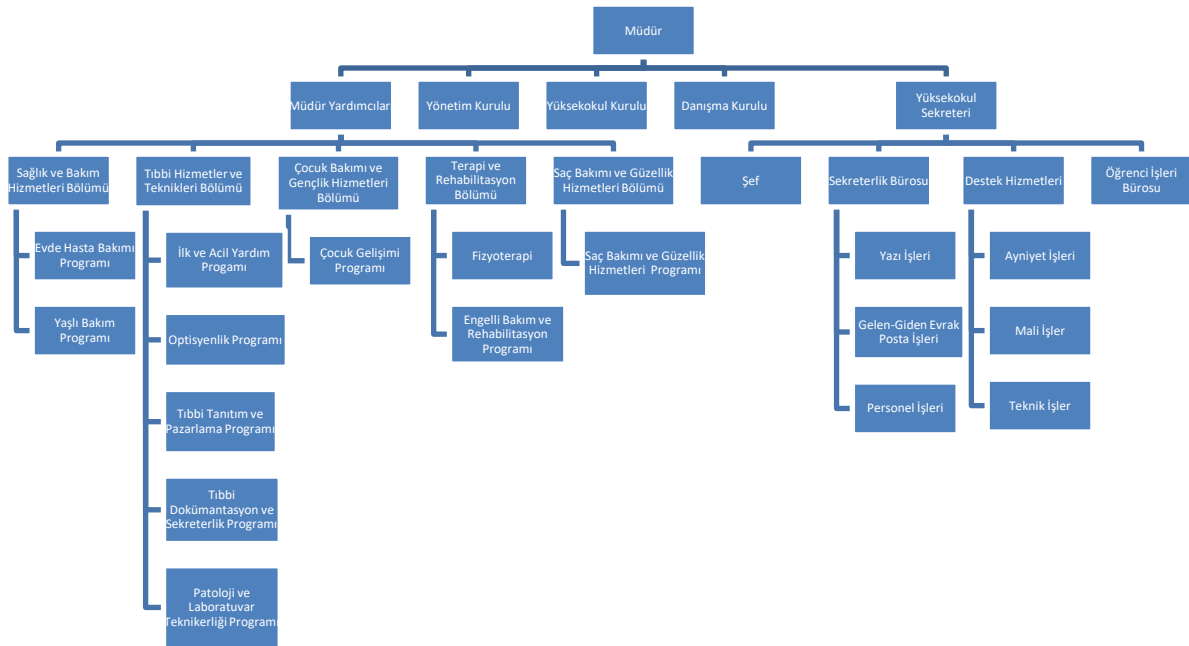 Müdür
Müdür Yardımcılar
Yönetim Kurulu
Yüksekokul Kurulu
Danışma Kurulu
Yüksekokul
Sekreteri
Sağlık ve Bakım
Hizmetleri Bölümü
Tıbbi Hizmetler ve
Teknikleri Bölümü
Çocuk Bakımı ve
Gençlik Hizmetleri
Bölümü
Terapi ve
Rehabilitasyon
Bölümü
Saç Bakımı ve Güzellik
Hizmetleri Bölümü
Şef
Sekreterlik Bürosu
Destek Hizmetleri
Öğrenci İşleri
Bürosu
Evde Hasta Bakımı
Programı
Yaşlı Bakım
Programı
İlk ve Acil Yardım
Progamı
Optisyenlik Programı
Tıbbi Tanıtım ve
Pazarlama Programı
Tıbbi
Dokümantasyon ve
Sekreterlik Programı
Patoloji ve
Laboratuvar
Teknikerliği Programı
Çocuk Gelişimi
Programı
Fizyoterapi
Engelli Bakım ve
Rehabilitasyon
Programı
Saç Bakımı ve Güzellik
Hizmetleri Programı
Yazı İşleri
Gelen-Giden Evrak
Posta İşleri
Personel İşleri
Ayniyet İşleri
Mali İşler
Teknik İşler